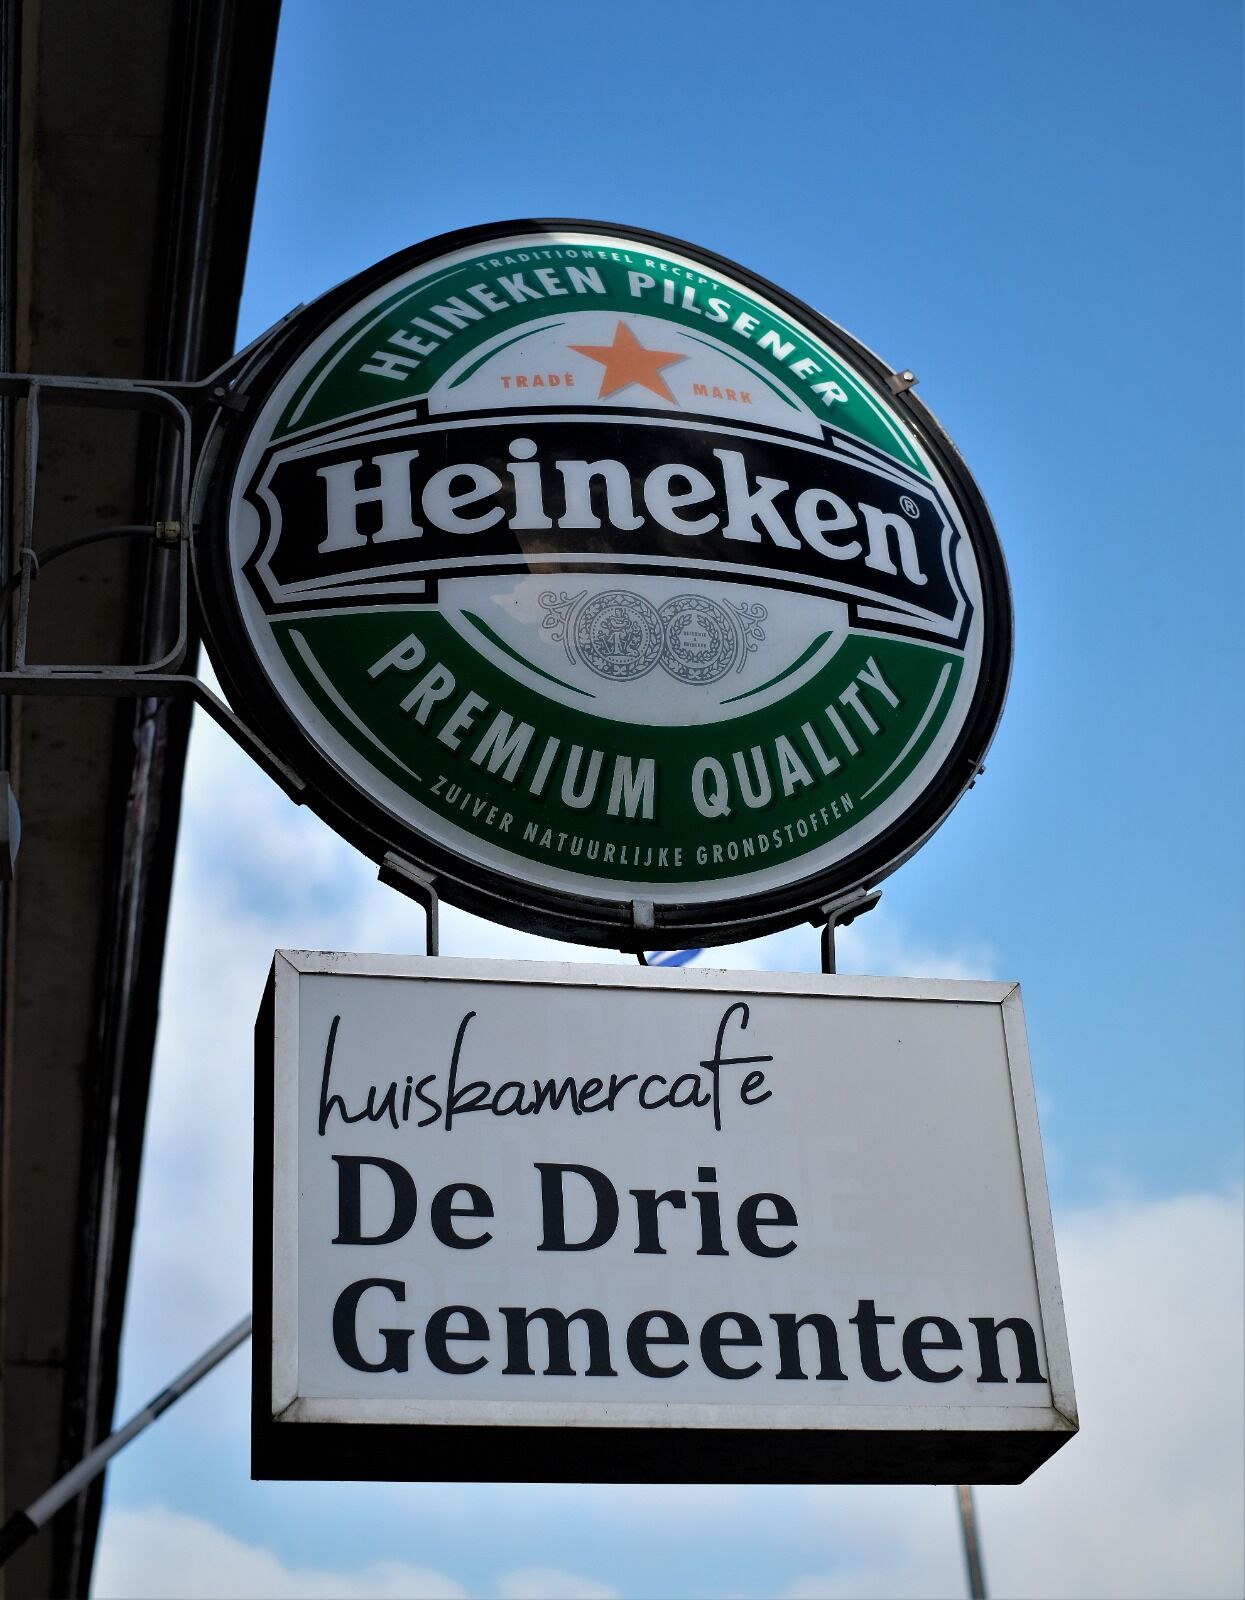 TRADITIONEEL RECEPT
HEINEKEN PILSENER
TRADE MARK
Heineken®
PREMIUM QUALITY
ZUIVER NATUURLIJKE GRONDSTOFFEN
huiskamercafe
De Drie
Gemeenten